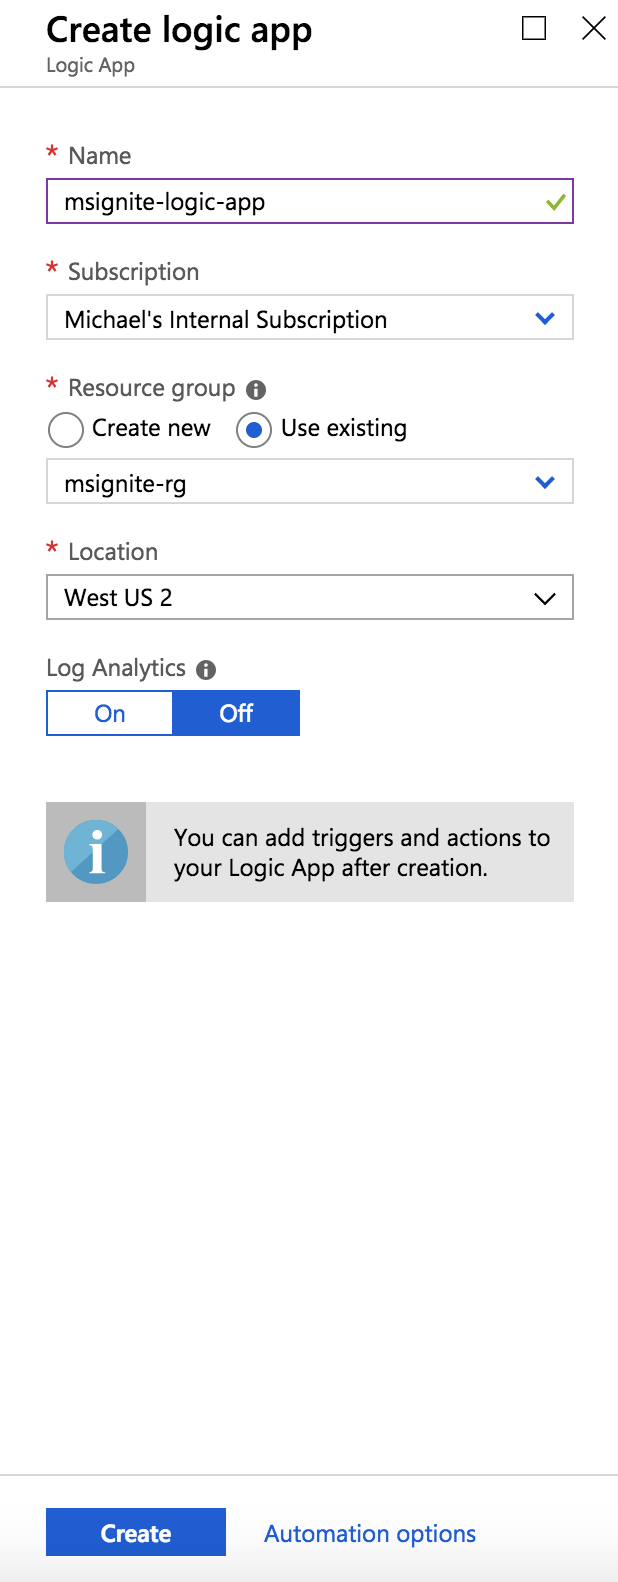 Create logic app
Logic App
* Name
msignite-logic-app
* Subscription
Michael's Internal Subscription
* Resource group
Create new Use existing
msignite-rg
* Location
West US 2
Log Analytics
On Off
You can add triggers and actions to
your Logic App after creation.
Create Automation options